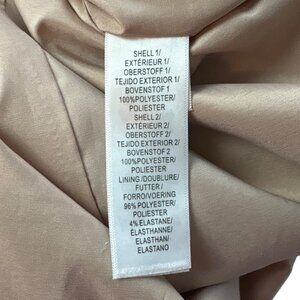 SHELL 1/
EXTÉRIEUR 1/
OBERSTOFF 1/
TEJIDO EXTERIOR 1/
BOVENSTOF 1
100%POLYESTER/
POLIESTER
SHELL 2/
EXTÉRIEUR 2/
OBERSTOFF 2/
TEJIDO EXTERIOR 2/
BOVENSTOF 2
100%POLYESTER/
POLIESTER
LINING/DOUBLURE/
FUTTER/
FORRO/VOERING
96% POLYESTER/
POLIESTER
4% ELASTANE/
ELASTHANNE/
ELASTHAN/
ELASTANO